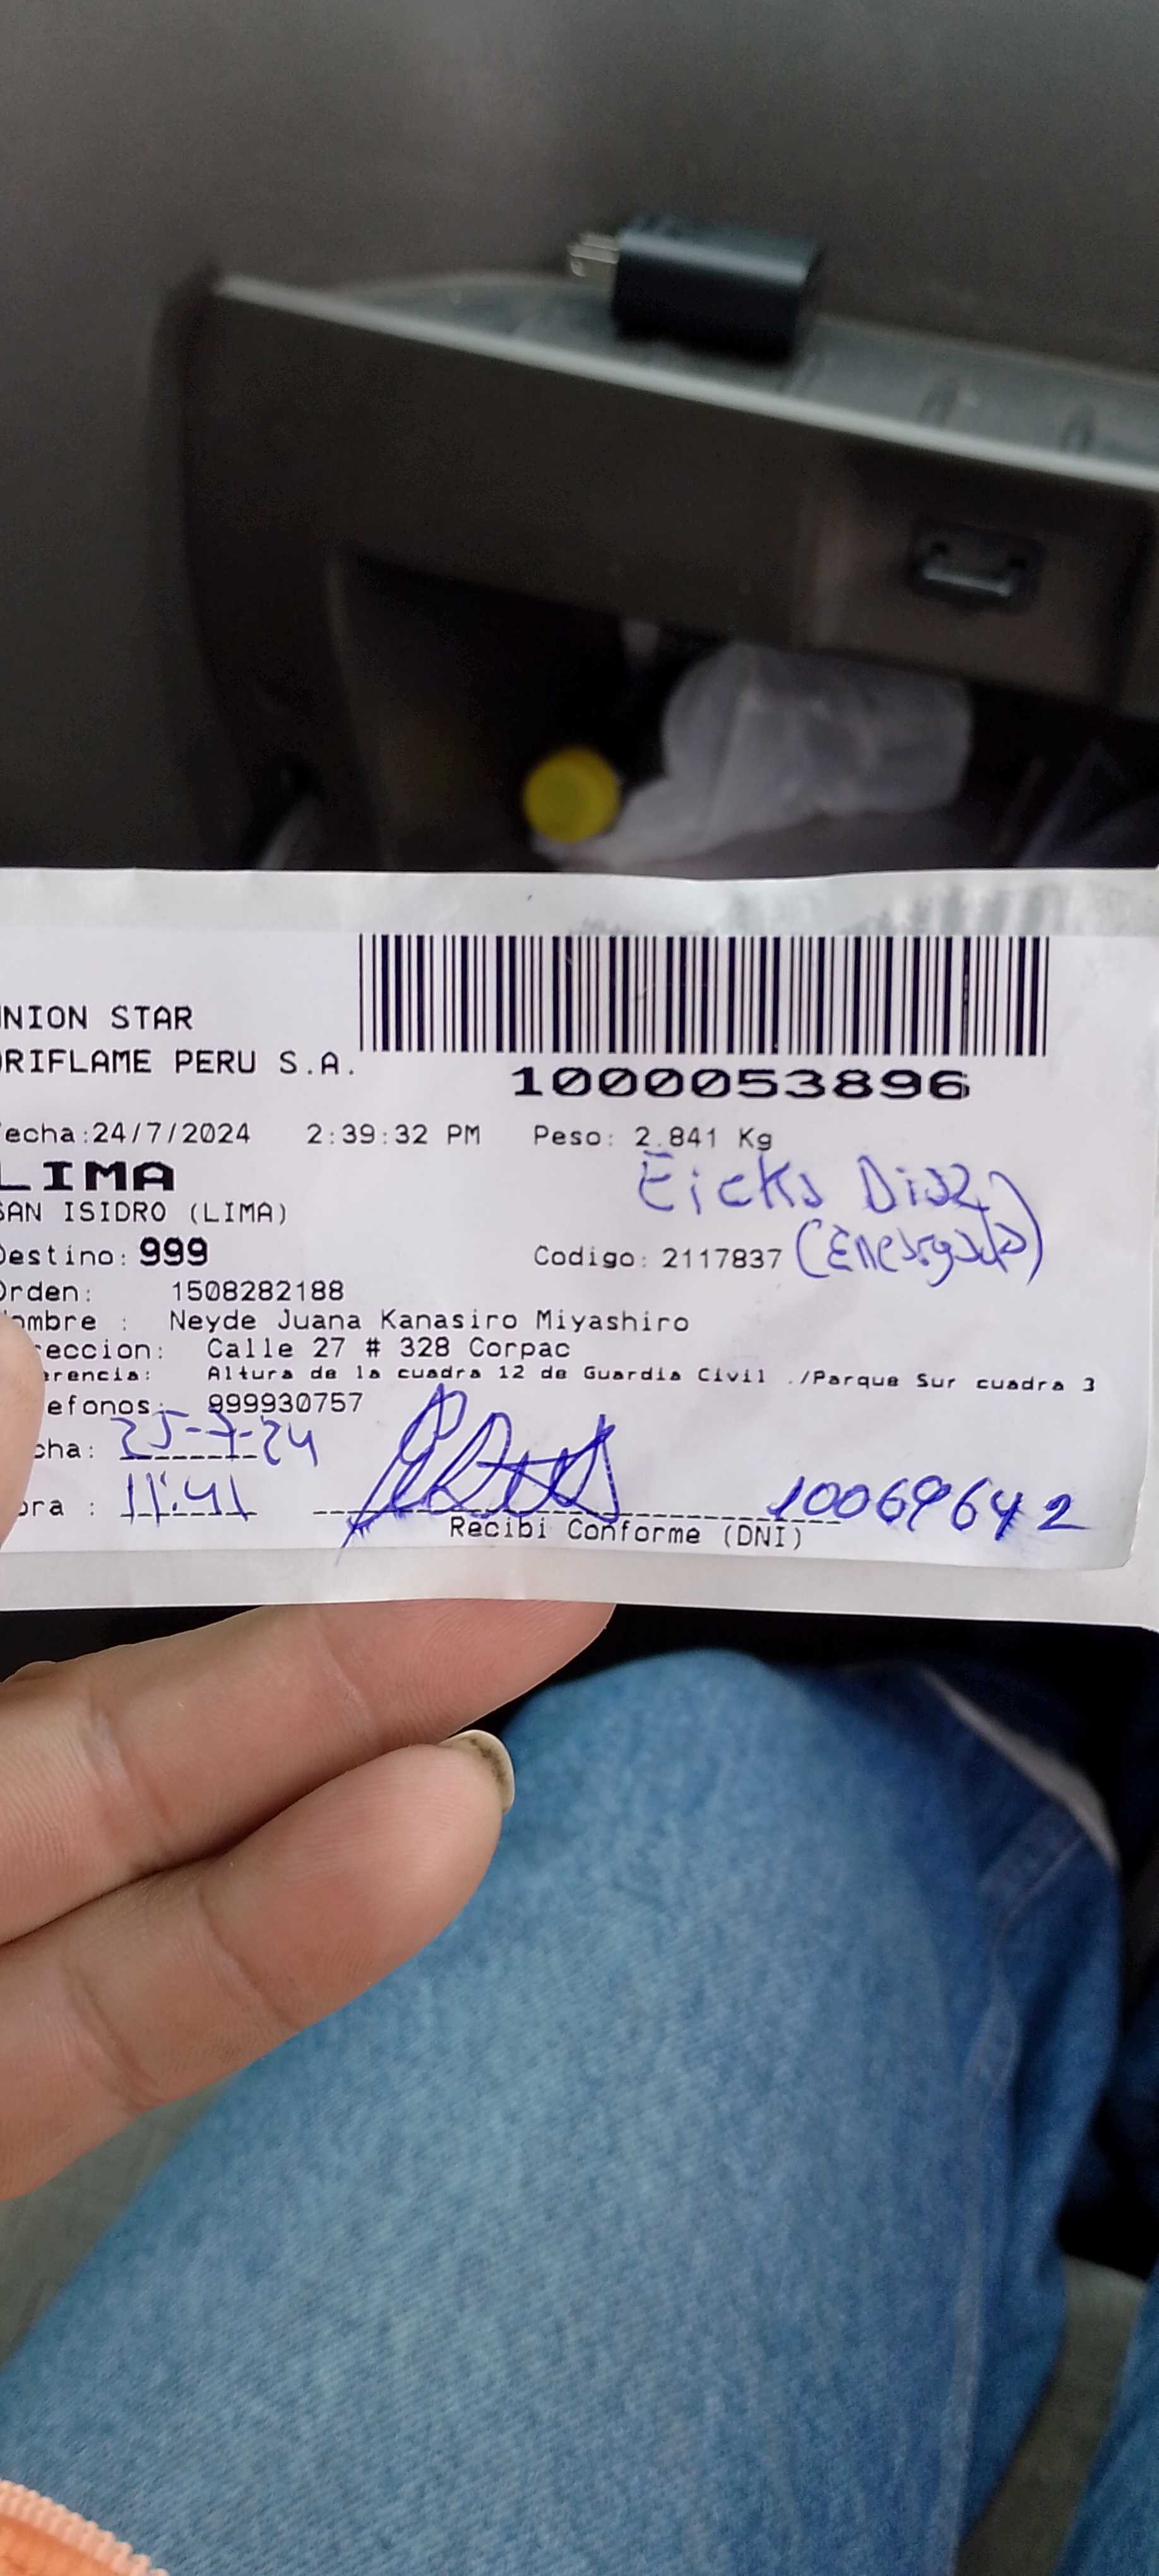 NION STAR
RIFLAME PERU S.A.
1000053896
echa:24/7/2024 2:39:32 PM Peso: 2.841 Kg
LIMA
SAN ISIDRO (LIMA)
Destino: 999 Codigo: 2117837
Orden: 1508282188
ombre : Neyde Juana Kanasiro Miyashiro
eccion: Calle 27 # 328 Corpac
erencia: Altura de la cuadra 12 de Guardia Civil ./Parque Sur cuadra 3
efonos: 999930757
cha: 25-7-24
ora : 11:41 10069642
Recibi Conforme (DNI)